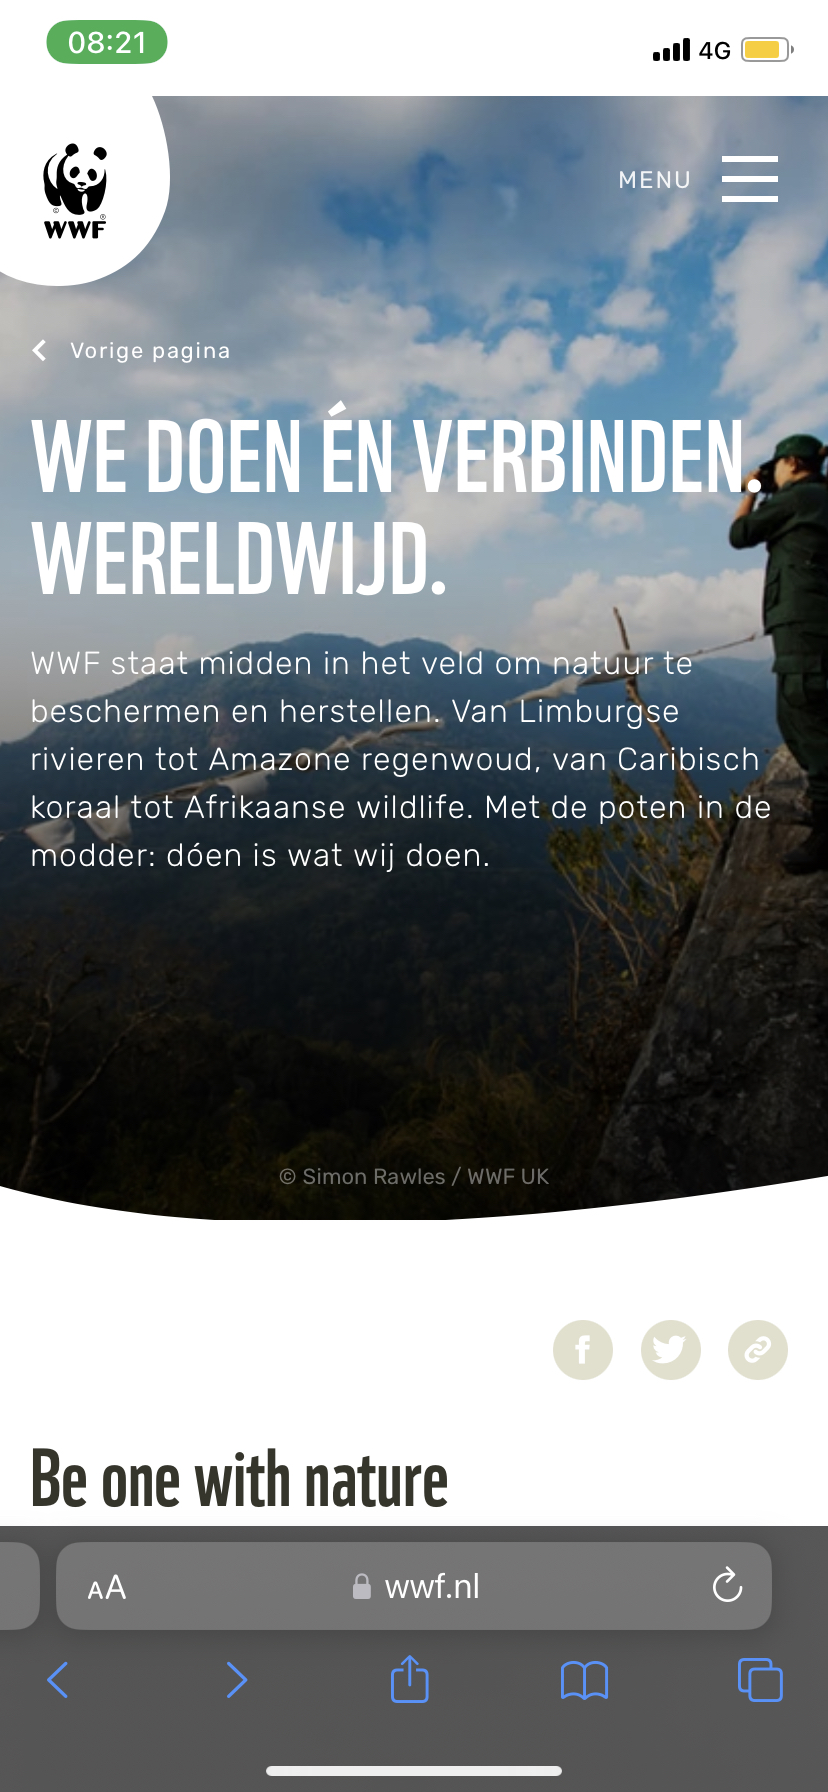 08:21
4G
©
®
WWF
MENU
Vorige pagina
WE DOEN ÉN VERBINDEN.
WERELDWIJD.
WWF staat midden in het veld om natuur te
beschermen en herstellen. Van Limburgse
rivieren tot Amazone regenwoud, van Caribisch
koraal tot Afrikaanse wildlife. Met de poten in de
modder: dóen is wat wij doen.
© Simon Rawles / WWF UK
Be one with nature
AA
wwf.nl